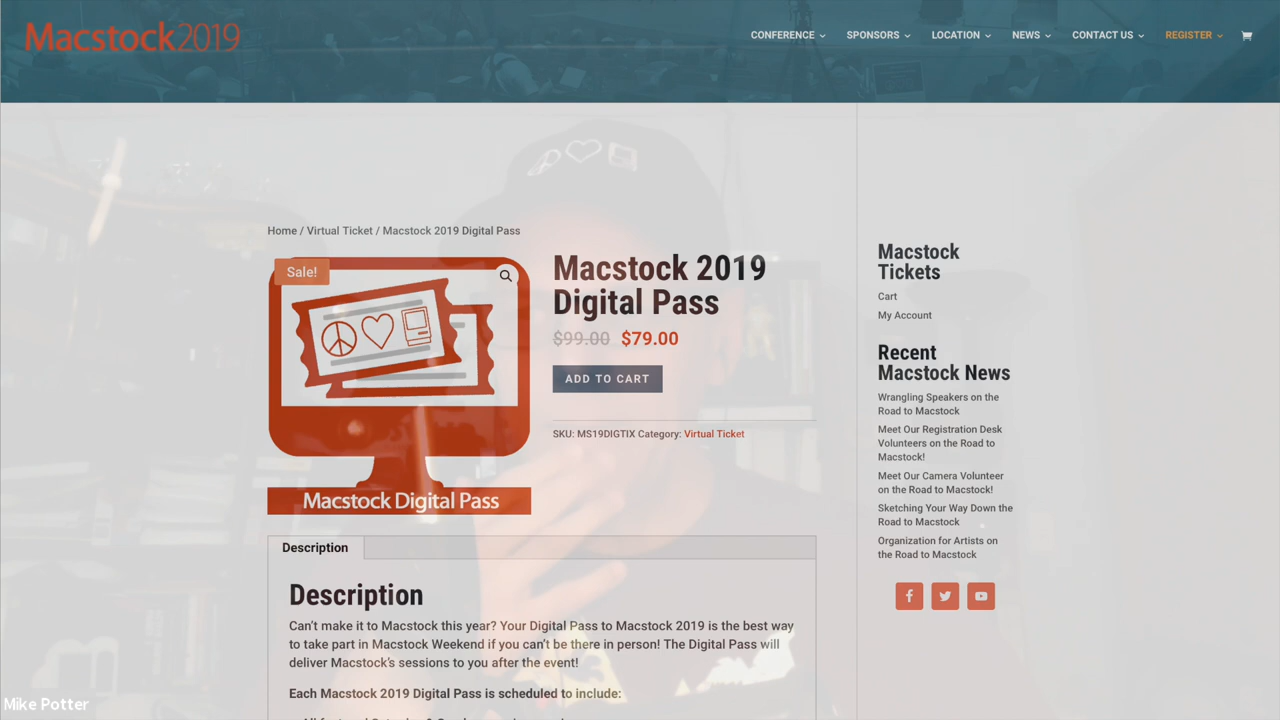 Macstock2019
CONFERENCE
SPONSORS
LOCATION
NEWS
CONTACT US
REGISTER
Home / Virtual Ticket / Macstock 2019 Digital Pass
Sale!
Macstock Digital Pass
Macstock 2019
Digital Pass
$99.00 $79.00
ADD TO CART
SKU: MS19DIGTIX Category: Virtual Ticket
Description
Description
Can't make it to Macstock this year? Your Digital Pass to Macstock 2019 is the best way
to take part in Macstock Weekend if you can't be there in person! The Digital Pass will
deliver Macstock's sessions to you after the event!
Each Macstock 2019 Digital Pass is scheduled to include:
Macstock
Tickets
Cart
My Account
Recent
Macstock News
Wrangling Speakers on the
Road to Macstock
Meet Our Registration Desk
Volunteers on the Road to
Macstock!
Meet Our Camera Volunteer
on the Road to Macstock!
Sketching Your Way Down the
Road to Macstock
Organization for Artists on
the Road to Macstock
Mike Potter